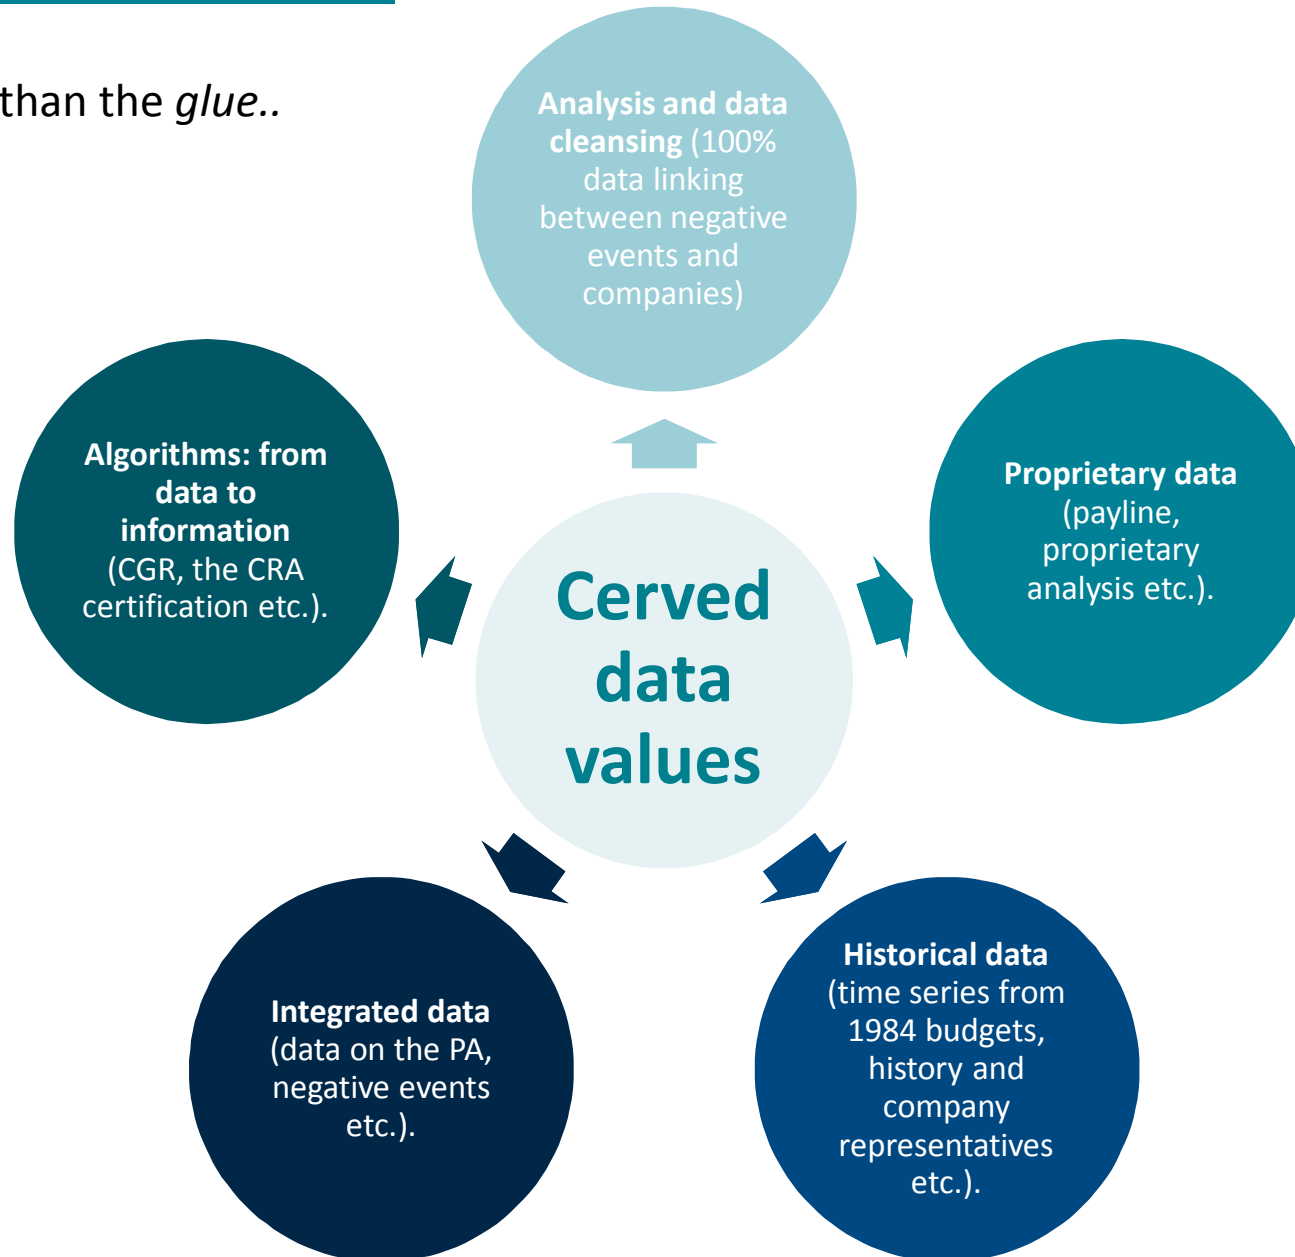 than the glue..
Analysis and data
cleansing (100%
data linking
between negative
events and
companies)
Proprietary data
(payline,
proprietary
analysis etc.).
Historical data
(time series from
1984 budgets,
history and
company
representatives
etc.).
Integrated data
(data on the PA,
negative events
etc.).
Algorithms: from
data to
information
(CGR, the CRA
certification etc.).
Cerved
data
values